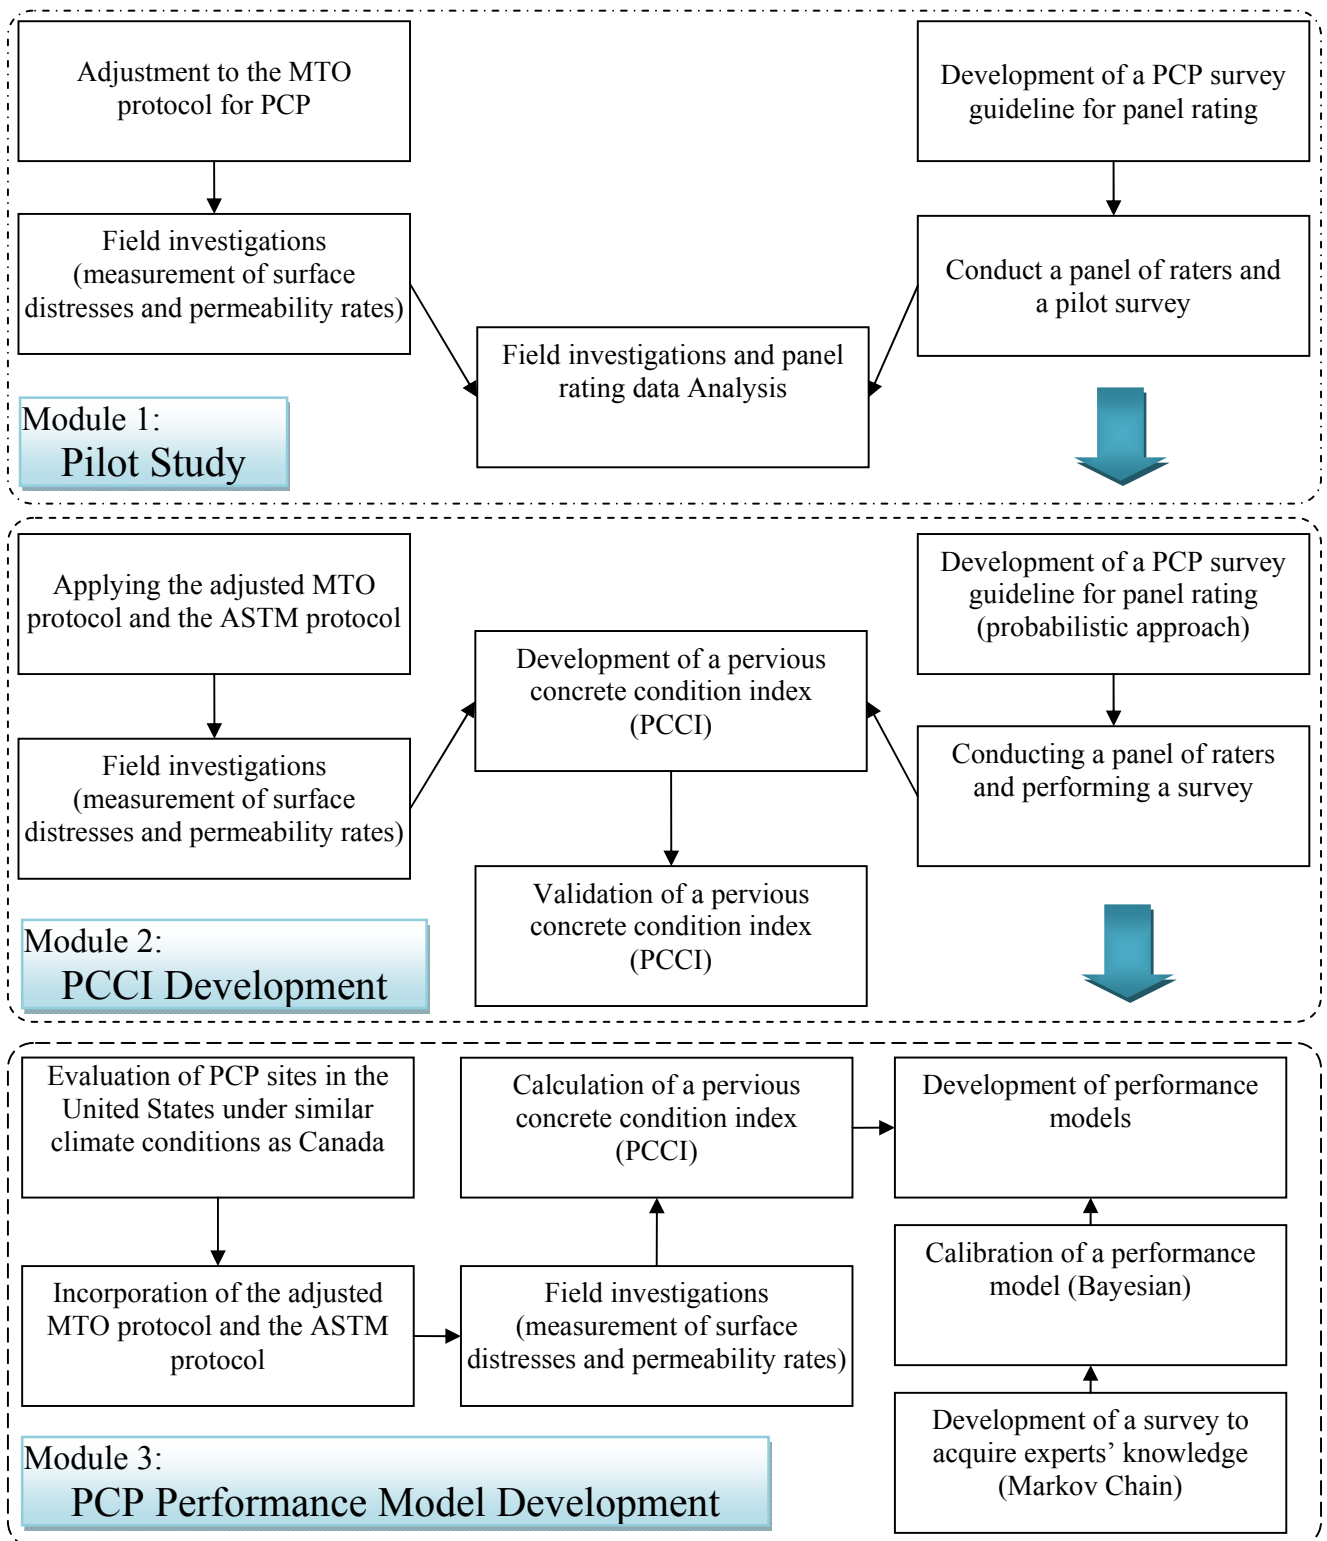 Adjustment to the MTO
protocol for PCP
Development of a PCP survey
guideline for panel rating
Field investigations
(measurement of surface
distresses and permeability rates)
Conduct a panel of raters and
a pilot survey
Field investigations and panel
rating data Analysis
Module 1:
Pilot Study
Applying the adjusted MTO
protocol and the ASTM protocol
Development of a PCP survey
guideline for panel rating
(probabilistic approach)
Development of a pervious
concrete condition index
(PCCI)
Field investigations
(measurement of surface
distresses and permeability rates)
Conducting a panel of raters
and performing a survey
Validation of a pervious
concrete condition index
(PCCI)
Module 2:
PCCI Development
Evaluation of PCP sites in the
United States under similar
climate conditions as Canada
Calculation of a pervious
concrete condition index
(PCCI)
Development of performance
models
Incorporation of the adjusted
MTO protocol and the ASTM
protocol
Field investigations
(measurement of surface
distresses and permeability rates)
Calibration of a performance
model (Bayesian)
Development of a survey to
acquire experts’ knowledge
(Markov Chain)
Module 3:
PCP Performance Model Development